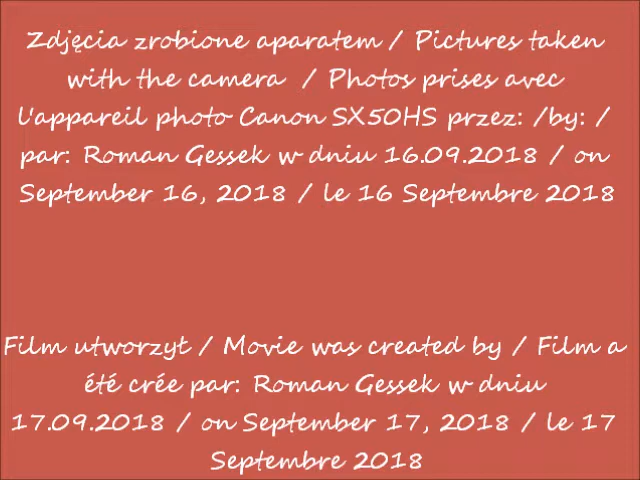 Zdjęcia zrobione aparatem / Pictures taken
with the camera / Photos prises avec
l'appareil photo Canon SX50HS przez: /by: /
par: Roman Gessek w dniu 16.09.2018 / on
September 16, 2018 / le 16 Septembre 2018
Film utworzył / Movie was created by / Film a
été crée par: Roman Gessek w dniu
17.09.2018 / on September 17, 2018 / le 17
Septembre 2018